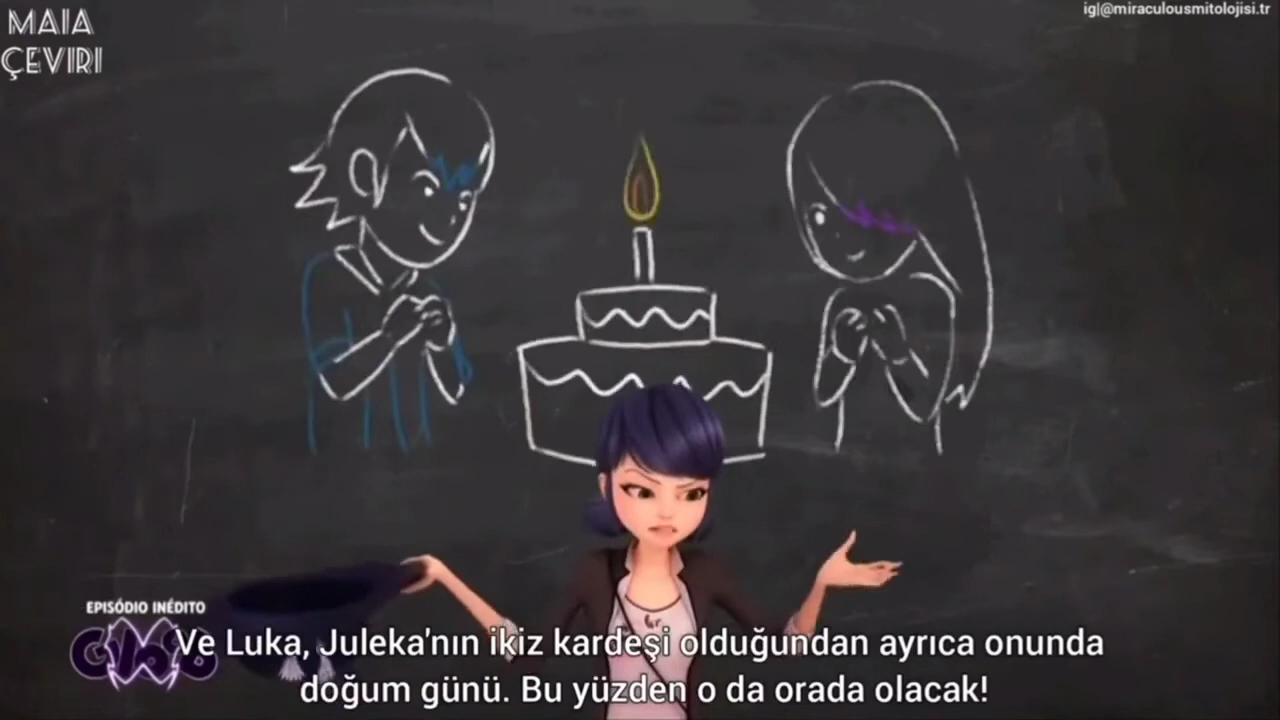 MAIA
ÇEVIRI
ig|@miraculousmitolojisi.tr
EPISÓDIO INÉDITO
Ve Luka, Juleka'nın ikiz kardeşi olduğundan ayrıca onunda
doğum günü. Bu yüzden o da orada olacak!